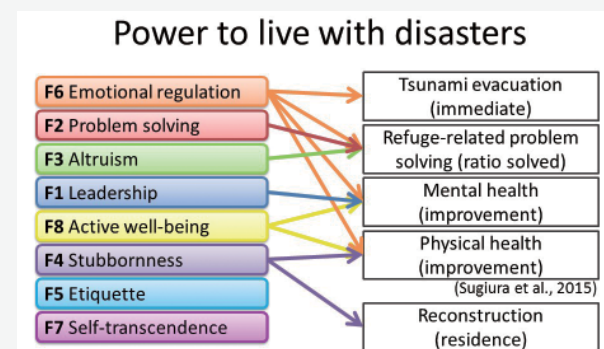 Power to live with disasters
F6 Emotional regulation
F2 Problem solving
F3 Altruism
F1 Leadership
F8 Active well-being
F4 Stubbornness
F5 Etiquette
F7 Self-transcendence
Tsunami evacuation
(immediate)
Refuge-related problem
solving (ratio solved)
Mental health
(improvement)
Physical health
(improvement)
(Sugiura et al., 2015)
Reconstruction
(residence)